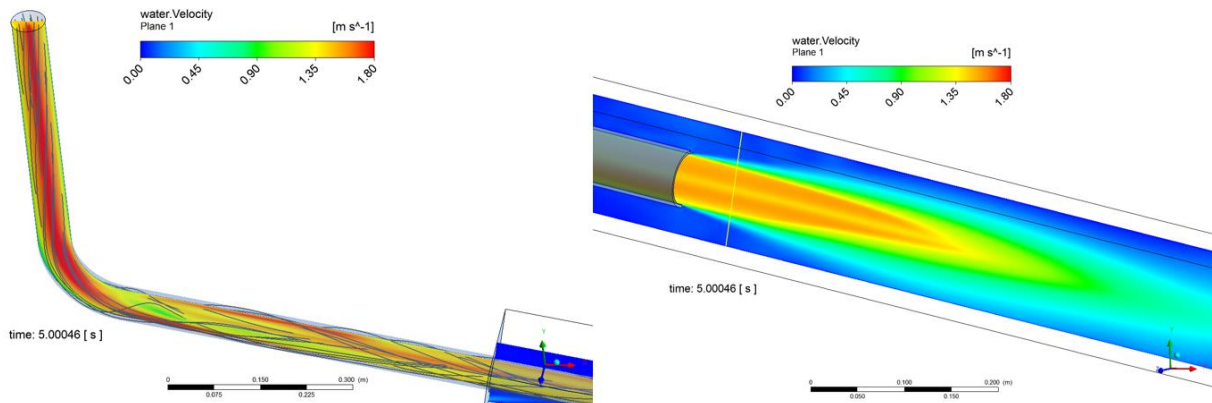 water.Velocity
Plane 1
[m s^-1]
0.00 0.45 0.90 1.35 1.80
time: 5.00046 [ s ]
0 0.150 0.300 (m)
0.075 0.225
Y
water.Velocity
Plane 1
[m s^-1]
0.00 0.45 0.90 1.35 1.80
time: 5.00046 [ s ]
0 0.100 0.200 (m)
0.050 0.150
Y